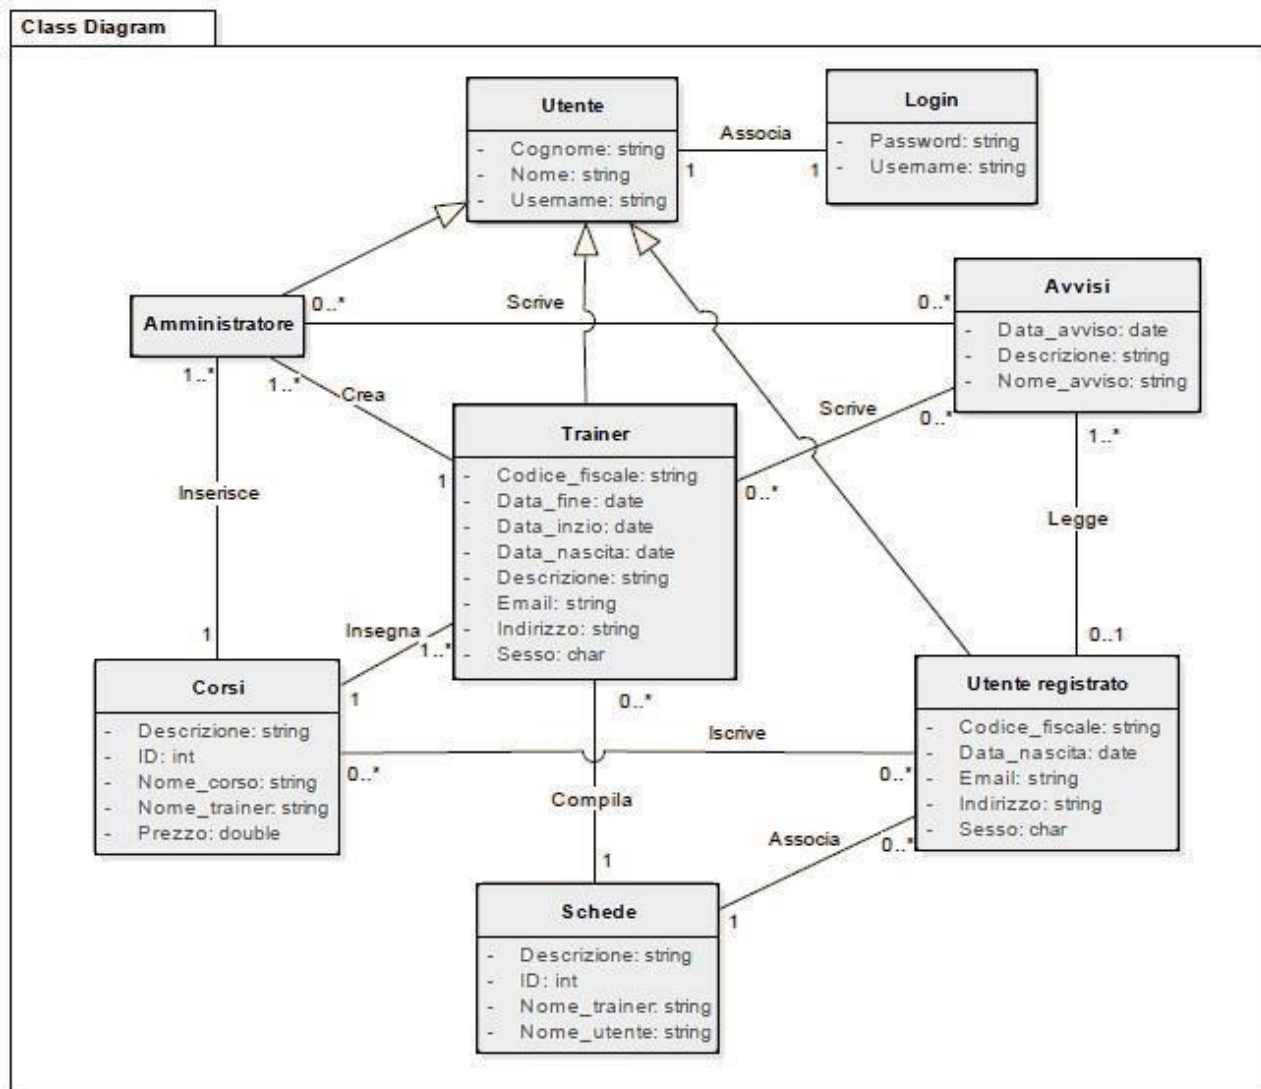 Class Diagram
Utente
- Cognome: string
- Nome: string
- Username: string
Login
- Password: string
- Username: string
Associa
1
1
Amministratore
0..*
Scrive
0..*
Avvisi
- Data_avviso: date
- Descrizione: string
- Nome_avviso: string
1..*
1..*
Crea
1
Scrive
0..*
0..*
1..*
Trainer
- Codice_fiscale: string
- Data_fine: date
- Data_inzio: date
- Data_nascita: date
- Descrizione: string
- Email: string
- Indirizzo: string
- Sesso: char
Inserisce
1
Legge
0..1
Insegna
1..*
1
0..*
Corsi
- Descrizione: string
- ID: int
- Nome_corso: string
- Nome_trainer: string
- Prezzo: double
Iscrive
0..*
0..*
Utente registrato
- Codice_fiscale: string
- Data_nascita: date
- Email: string
- Indirizzo: string
- Sesso: char
Compila
1
Associa
0..*
1
Schede
- Descrizione: string
- ID: int
- Nome_trainer: string
- Nome_utente: string